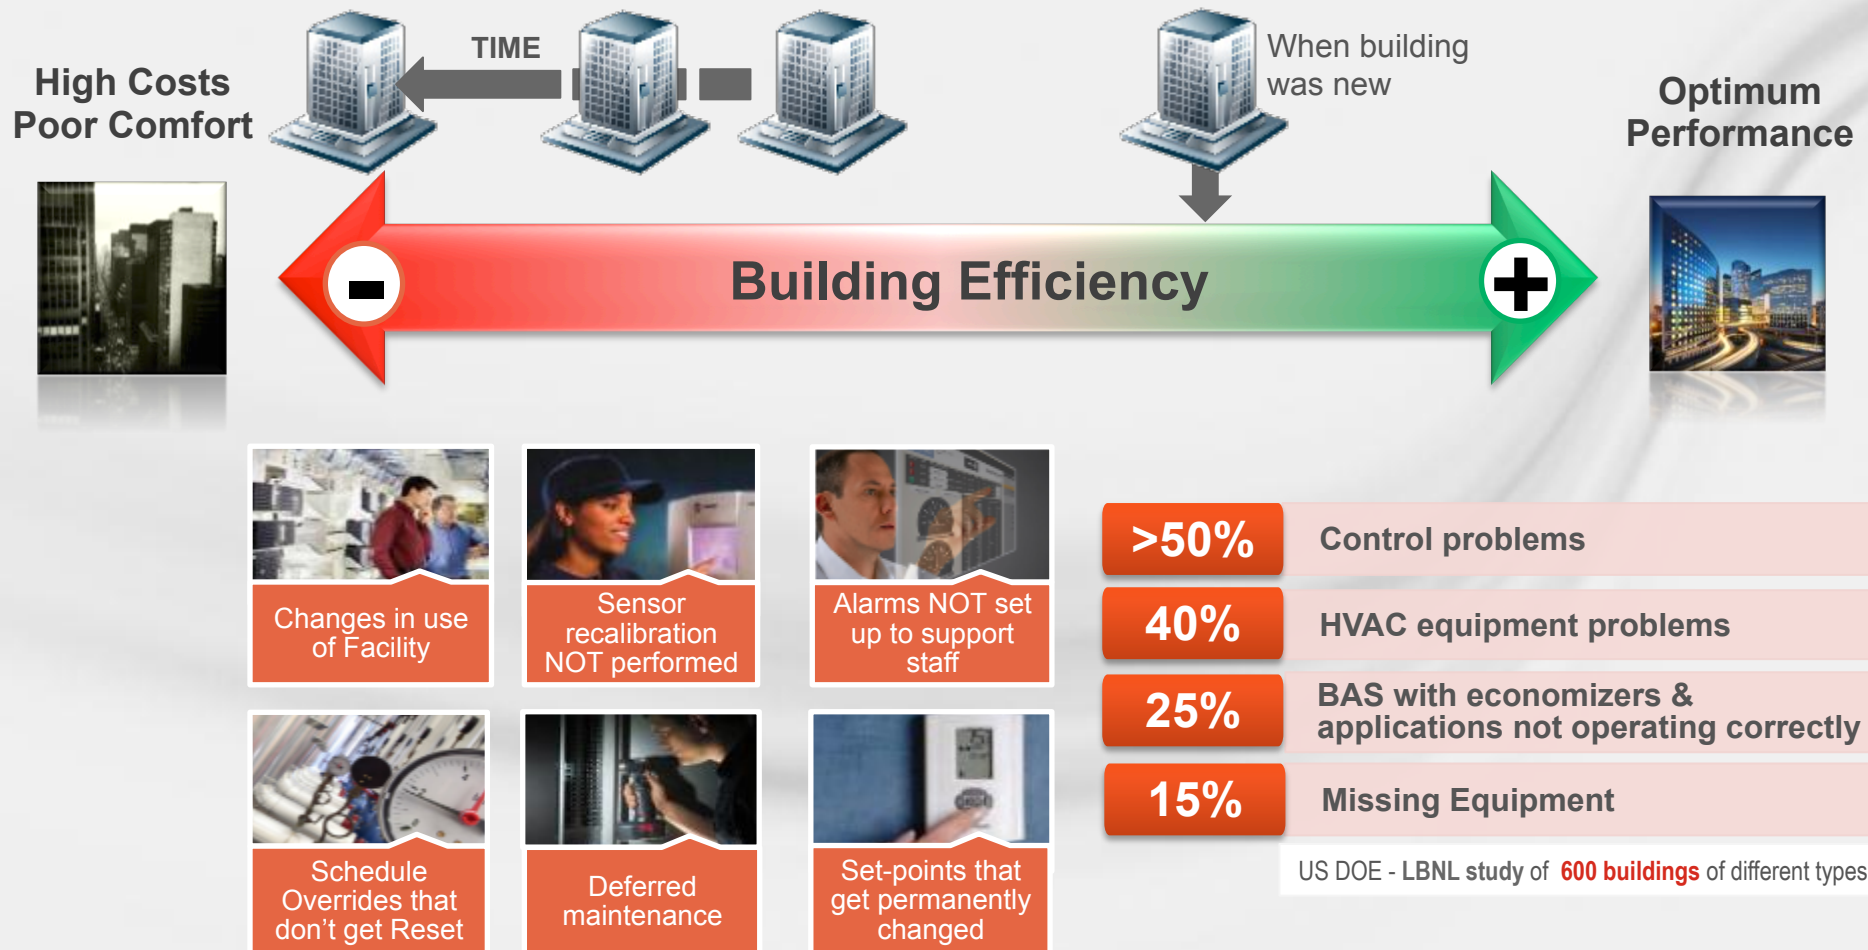 TIME
When building
was new
High Costs
Poor Comfort
Optimum
Performance
-
Building Efficiency
+
Changes in use
of Facility
Sensor
recalibration
NOT performed
Alarms NOT set
up to support
staff
Schedule
Overrides that
don't get Reset
Deferred
maintenance
Set-points that
get permanently
changed
>50%
Control problems
40%
HVAC equipment problems
25%
BAS with economizers &
applications not operating correctly
15%
Missing Equipment
US DOE - LBNL study of 600 buildings of different types